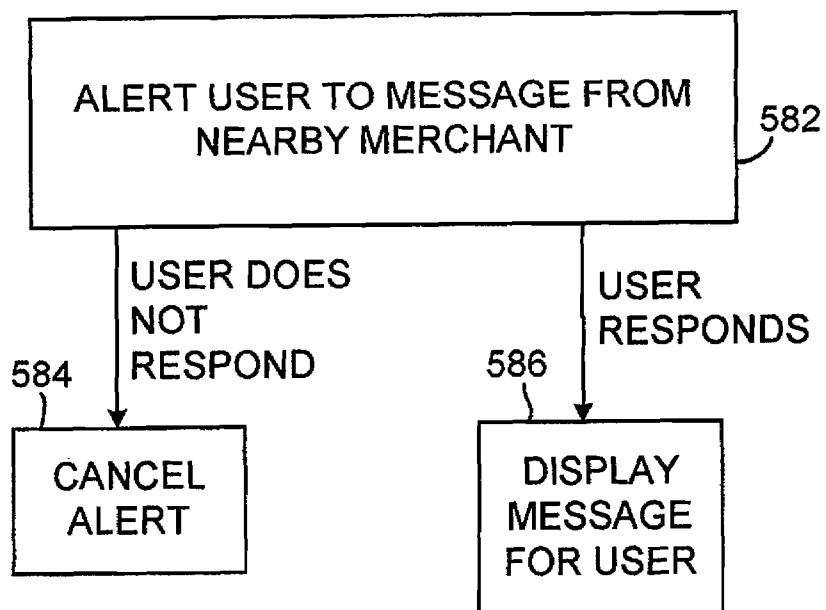 ALERT USER TO MESSAGE FROM
NEARBY MERCHANT
582
USER DOES
NOT
RESPOND
USER
RESPONDS
584
CANCEL
ALERT
586
DISPLAY
MESSAGE
FOR USER